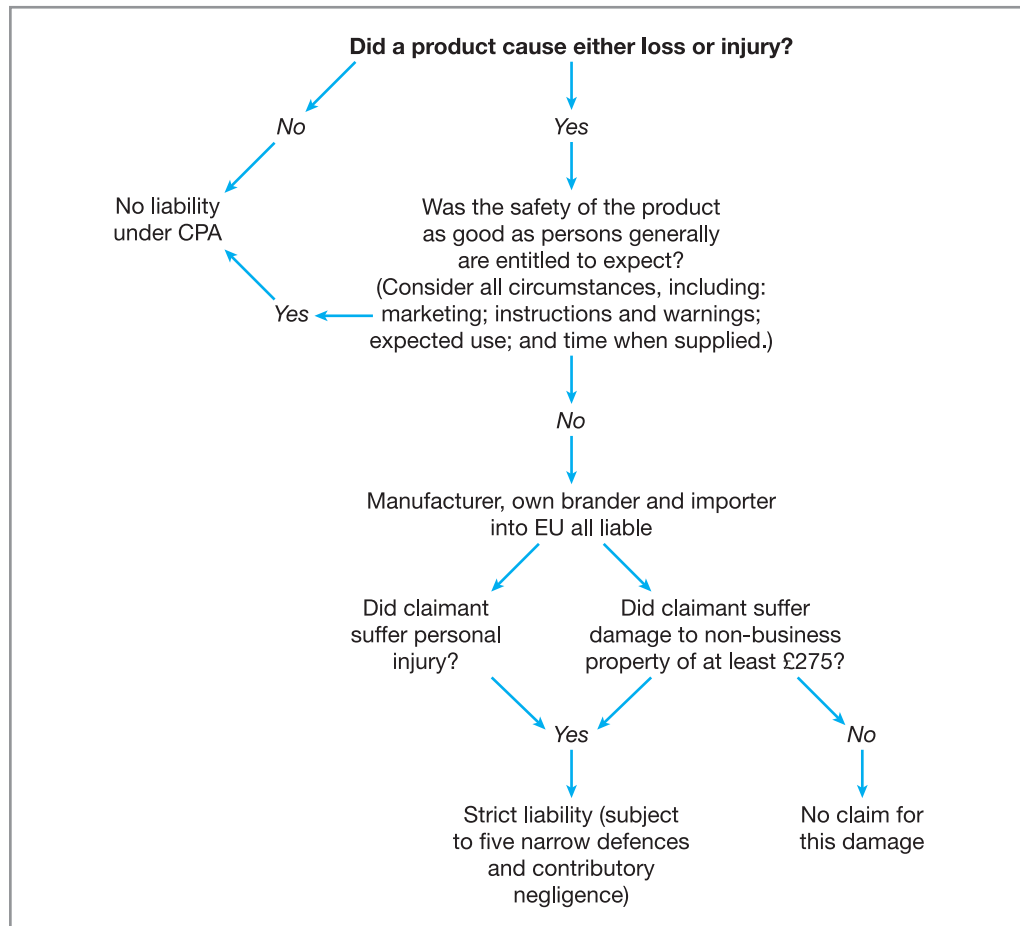 Did a product cause either loss or injury?
No
Yes
No liability
under CPA
Was the safety of the product
as good as persons generally
are entitled to expect?
(Consider all circumstances, including:
marketing; instructions and warnings;
expected use; and time when supplied.)
Yes
No
Manufacturer, own brander and importer
into EU all liable
Did claimant
suffer personal
injury?
Did claimant suffer
damage to non-business
property of at least £275?
Yes
No
Strict liability (subject
to five narrow defences
and contributory
negligence)
No claim for
this damage